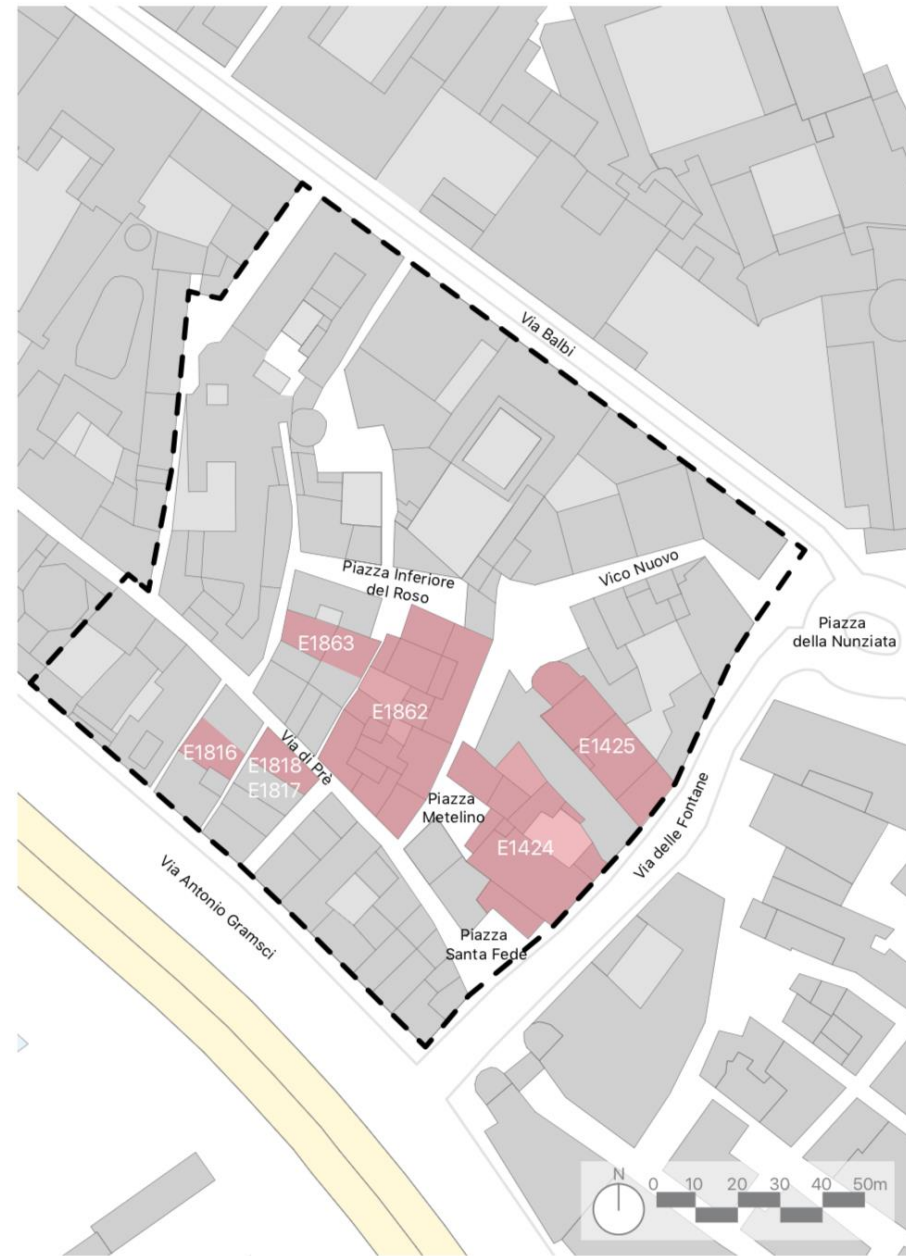 Via Balbi
Vico Nuovo
Piazza Inferiore
del Roso
Piazza
della Nunziata
E1863
E1862
E1425
E1816
E1818
E1817
Via di Prè
Piazza
Metelino
E1424
Via delle Fontane
Via Antonio Gramsci
Piazza
Santa Fede
N
0 10 20 30 40 50m